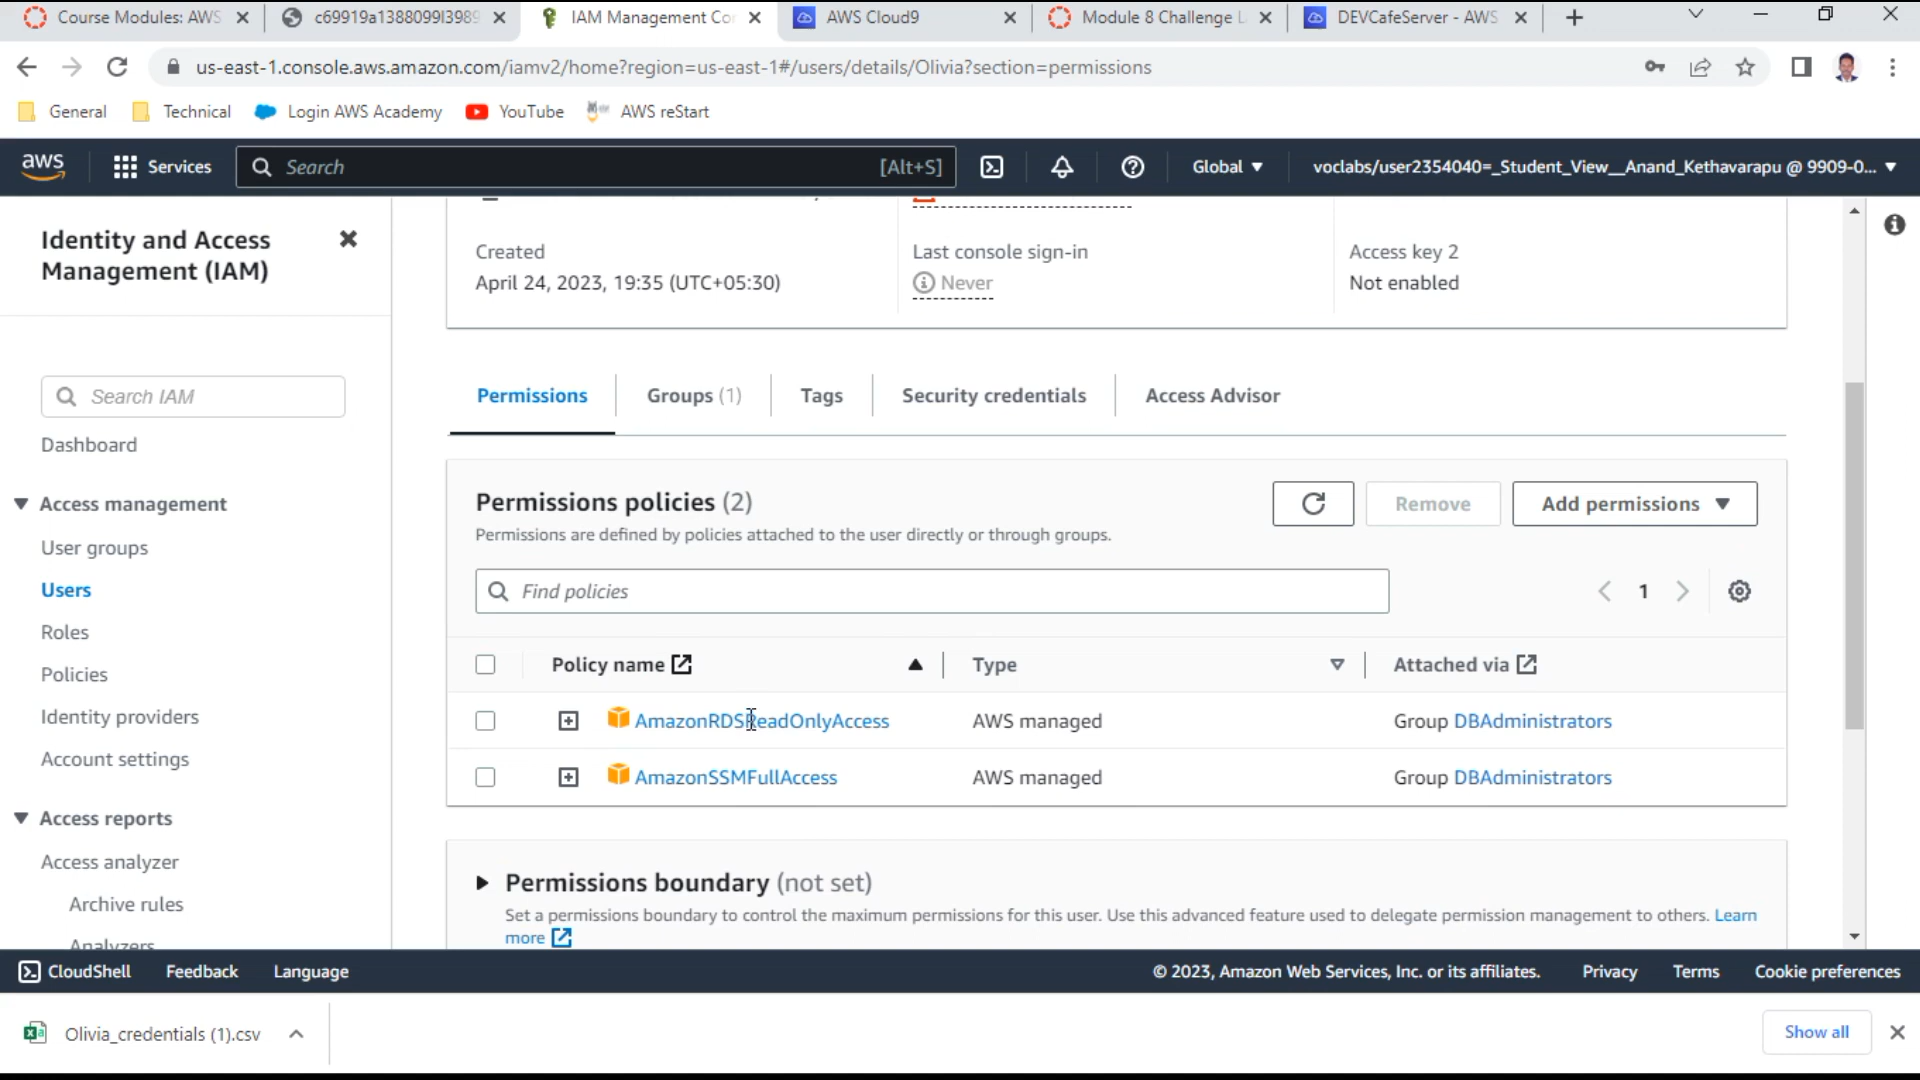 Course Modules: AWS
c69919a1388099l3989
IAM Management Co
AWS Cloud9
Module 8 Challenge L
DEVCafeServer - AWS
us-east-1.console.aws.amazon.com/iamv2/home?region=us-east-1#/users/details/Olivia?section=permissions
General
Technical
Login AWS Academy
YouTube
AWS reStart
aws
Services
Search
[Alt+S]
Global
voclabs/user2354040=_Student_View__Anand_Kethavarapu @ 9909-0...
Identity and Access
Management (IAM)
Search IAM
Dashboard
Access management
User groups
Users
Roles
Policies
Identity providers
Account settings
Access reports
Access analyzer
Archive rules
Analyzers
Created
April 24, 2023, 19:35 (UTC+05:30)
Last console sign-in
Never
Access key 2
Not enabled
Permissions
Groups (1)
Tags
Security credentials
Access Advisor
Permissions policies (2)
Permissions are defined by policies attached to the user directly or through groups.
Remove
Add permissions
Find policies
1
Policy name
Type
Attached via
AmazonRDSReadOnlyAccess
AWS managed
Group DBAdministrators
AmazonSSMFullAccess
AWS managed
Group DBAdministrators
Permissions boundary (not set)
Set a permissions boundary to control the maximum permissions for this user. Use this advanced feature used to delegate permission management to others. Learn
more
CloudShell
Feedback
Language
© 2023, Amazon Web Services, Inc. or its affiliates.
Privacy
Terms
Cookie preferences
Olivia_credentials (1).csv
Show all